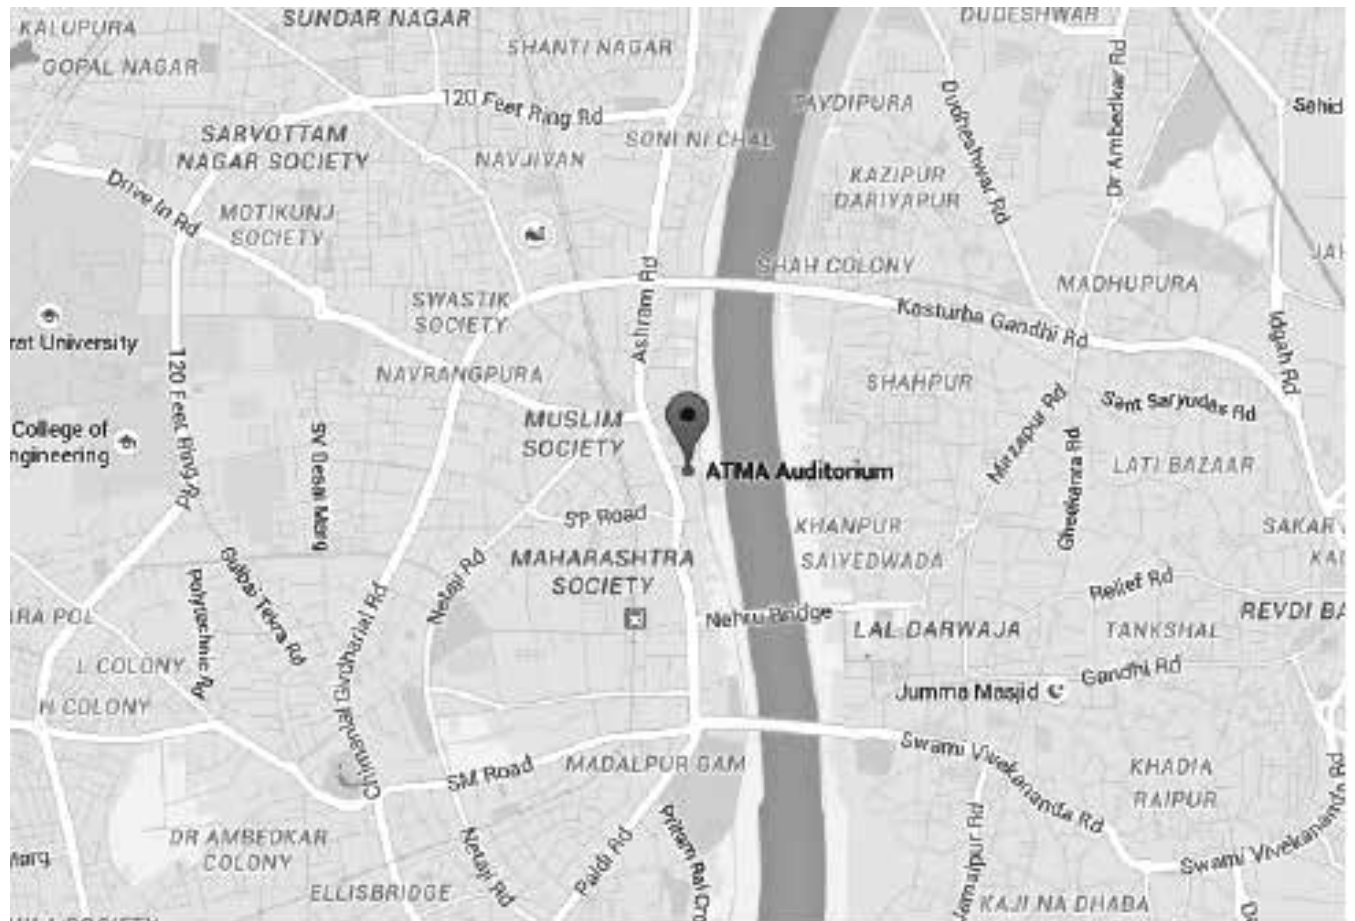 KALUPURA
SUNDAR NAGAR
DUDESHWAR
GOPAL NAGAR
SHANTI NAGAR
Dr Ambedkar Rd
120 Feet Ring Rd
Sahid
SARVOTTAM
NAGAR SOCIETY
SONI NI CHAL
Dudheshwar Rd
NAVJIVAN
KAZIPUR
DARIYAPUR
Drive In Rd
MOTIKUNJ
SOCIETY
SHAH COLONY
MADHUPURA
Ashram Rd
SWASTIK
SOCIETY
Kasturba Gandhi Rd
Idgah Rd
rat University
120 Feet Ring Rd
NAVRANGPURA
SHAHPUR
Sant Saryudas Rd
MUSLIM
SOCIETY
Mirzapur Rd
College of
ngineering
SV Desai Marg
ATMA Auditorium
Gheekanta Rd
LATI BAZAAR
SP Road
KHANPUR
SAKAR
SAIYEDWADA
MAHARASHTRA
SOCIETY
Gulbai Tekra Rd
Polytechnic Rd
Netaji Rd
Relief Rd
Chimanlal Girdharlal Rd
Nehru Bridge
LAL DARWAJA
TANKSHAL
REVDI BA
ARA POL
L COLONY
Gandhi Rd
Jumma Masjid
H COLONY
Swami Vivekananda Rd
SM Road
MADALPUR GAM
KHADIA
RAIPUR
DR AMBEDKAR
COLONY
Paldi Rd
Jamalpur Rd
Swami Vivekananda Rd
Marg
Netaji Rd
ELLISBRIDGE
KAJI NA DHABA